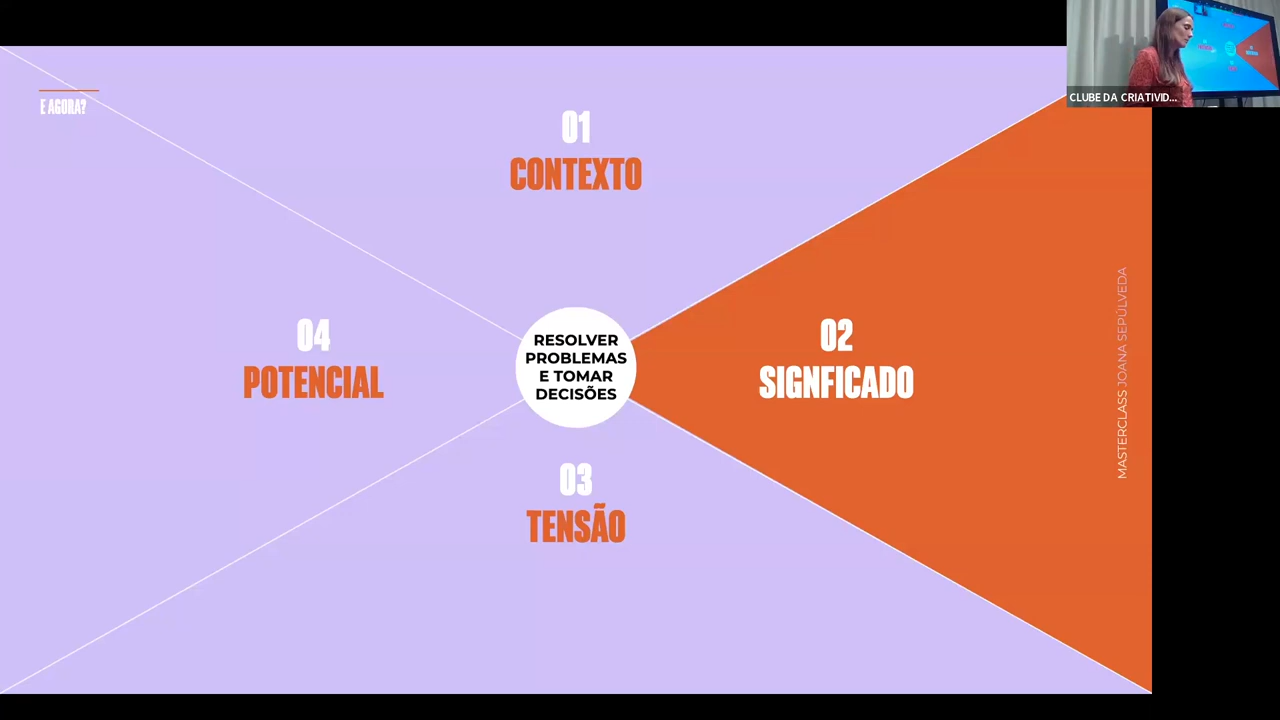 CLUBE DA CRIATIVID...
E AGORA?
01
CONTEXTO
04
POTENCIAL
RESOLVER
PROBLEMAS
E TOMAR
DECISÕES
02
SIGNFICADO
03
TENSÃO
MASTERCLASS JOANA SEPÚLVEDA